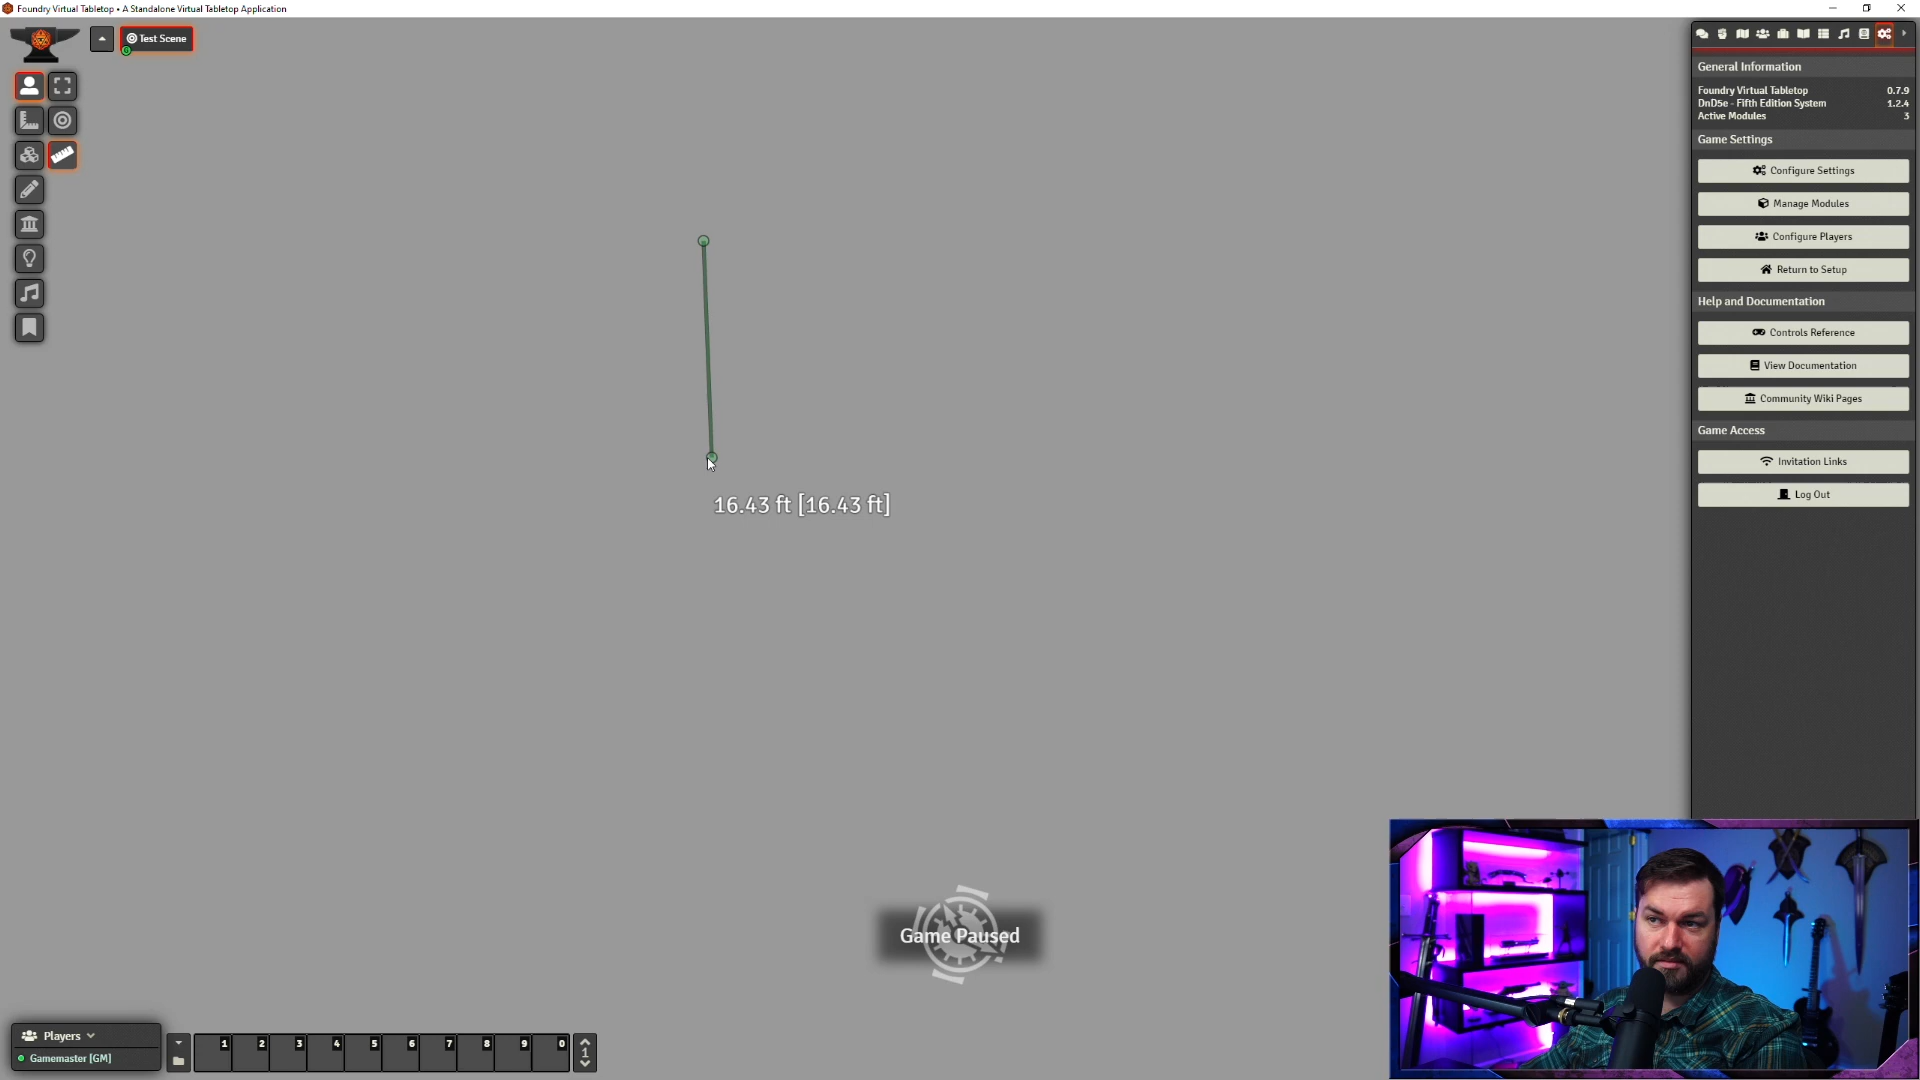 Foundry Virtual Tabletop • A Standalone Virtual Tabletop Application
Test Scene
General Information
Foundry Virtual Tabletop 0.7.9
DnD5e - Fifth Edition System 1.2.4
Active Modules 3
Game Settings
Configure Settings
Manage Modules
Configure Players
Return to Setup
Help and Documentation
Controls Reference
View Documentation
Community Wiki Pages
Game Access
Invitation Links
Log Out
16.43 ft [16.43 ft]
Game Paused
Players
Gamemaster [GM]
1 2 3 4 5 6 7 8 9 0
1